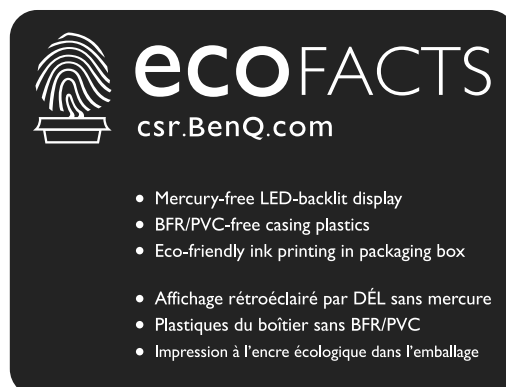 ecoFACTS
csr.BenQ.com
• Mercury-free LED-backlit display
• BFR/PVC-free casing plastics
• Eco-friendly ink printing in packaging box
• Affichage rétroéclairé par DÉL sans mercure
• Plastiques du boîtier sans BFR/PVC
• Impression à l'encre écologique dans l'emballage